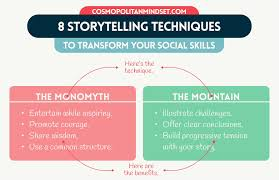 COSMOPOLITANMINDSET.COM
8 STORYTELLING TECHNIQUES
TO TRANSFORM YOUR SOCIAL SKILLS
Here's the
technique.
THE MONOMYTH
• Entertain while inspiring.
• Promote courage.
• Share wisdom.
• Use a common structure.
THE MOUNTAIN
• Illustrate challenges.
• Offer clear conclusions.
• Build progressive tension
with your story.
Here are
the benefits.